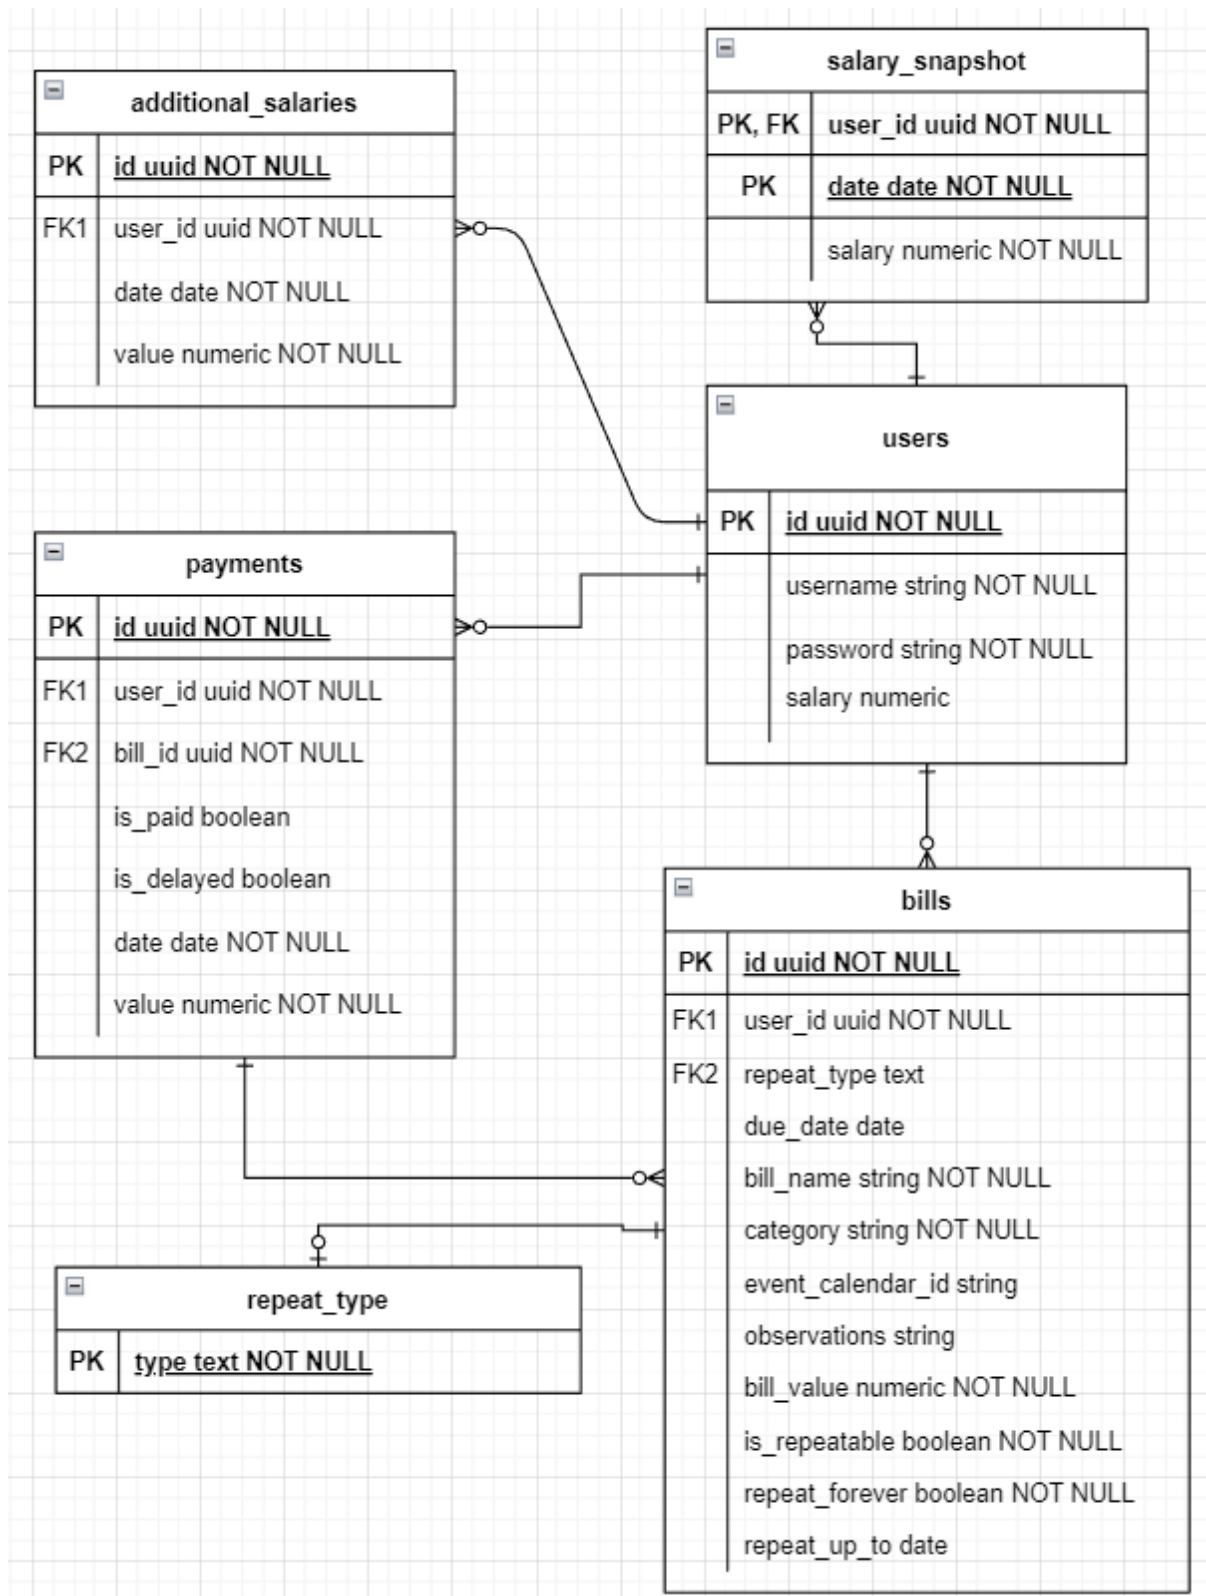 additional_salaries
PK id uuid NOT NULL
FK1 user_id uuid NOT NULL
date date NOT NULL
value numeric NOT NULL
salary_snapshot
PK, FK user_id uuid NOT NULL
PK date date NOT NULL
salary numeric NOT NULL
users
PK id uuid NOT NULL
username string NOT NULL
password string NOT NULL
salary numeric
payments
PK id uuid NOT NULL
FK1 user_id uuid NOT NULL
FK2 bill_id uuid NOT NULL
is_paid boolean
is_delayed boolean
date date NOT NULL
value numeric NOT NULL
bills
PK id uuid NOT NULL
FK1 user_id uuid NOT NULL
FK2 repeat_type text
due_date date
bill_name string NOT NULL
category string NOT NULL
event_calendar_id string
observations string
bill_value numeric NOT NULL
is_repeatable boolean NOT NULL
repeat_forever boolean NOT NULL
repeat_up_to date
repeat_type
PK type text NOT NULL